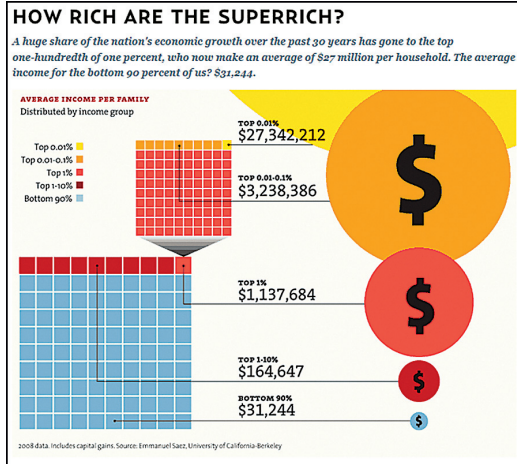 HOW RICH ARE THE SUPERRICH?
A huge share of the nation's economic growth over the past 30 years has gone to the top
one-hundredth of one percent, who now make an average of $27 million per household. The average
income for the bottom 90 percent of us? $31,244.
AVERAGE INCOME PER FAMILY
Distributed by income group
Top 0.01%
Top 0.01-0.1%
Top 1%
Top 1-10%
Bottom 90%
TOP 0.01%
$27,342,212
TOP 0.01-0.1%
$3,238,386
$
TOP 1%
$1,137,684
$
TOP 1-10%
$164,647
$
BOTTOM 90%
$31,244
$
2008 data. Includes capital gains. Source: Emmanuel Saez, University of California-Berkeley